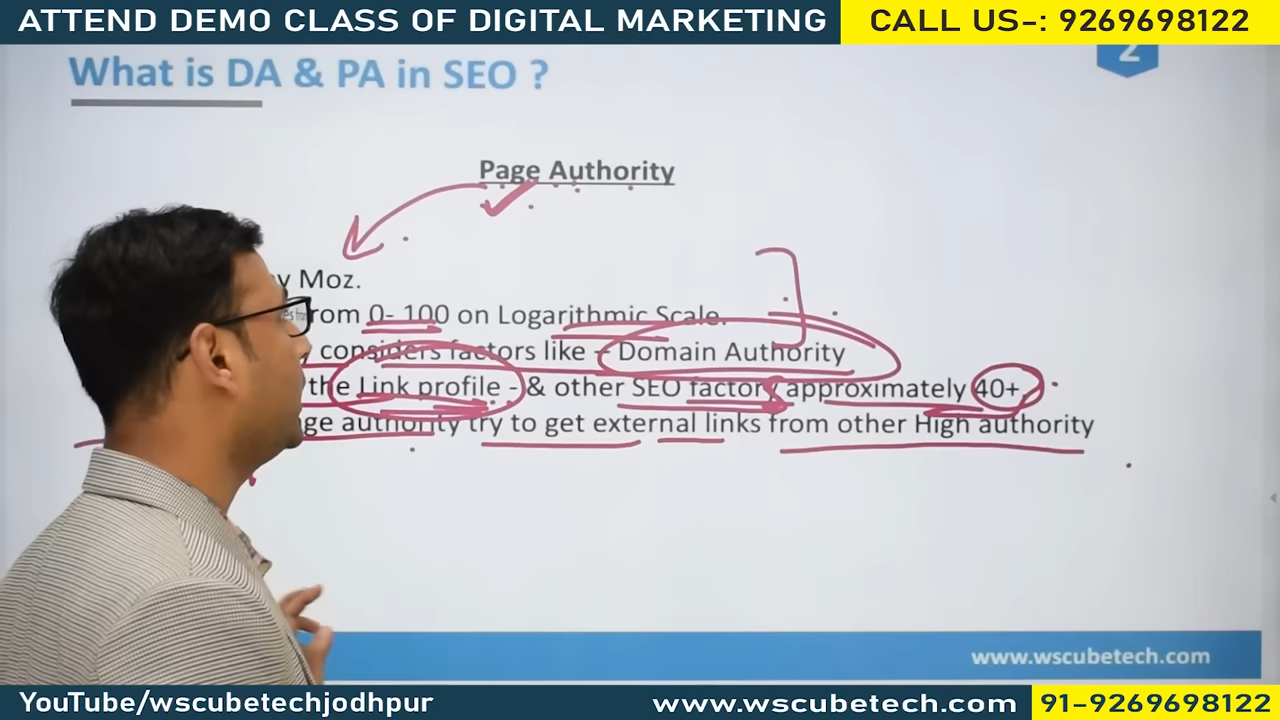 ATTEND DEMO CLASS OF DIGITAL MARKETING
CALL US-: 9269698122
2
What is DA & PA in SEO ?
Page Authority
Moz.
rom 0- 100 on Logarithmic Scale.
considers factors like – Domain Authority
the Link profile - & other SEO factors approximately 40+,
ge authority try to get external links from other High authority
www.wscubetech.com
YouTube/wscubetechjodhpur
www.wscubetech.com
91-9269698122